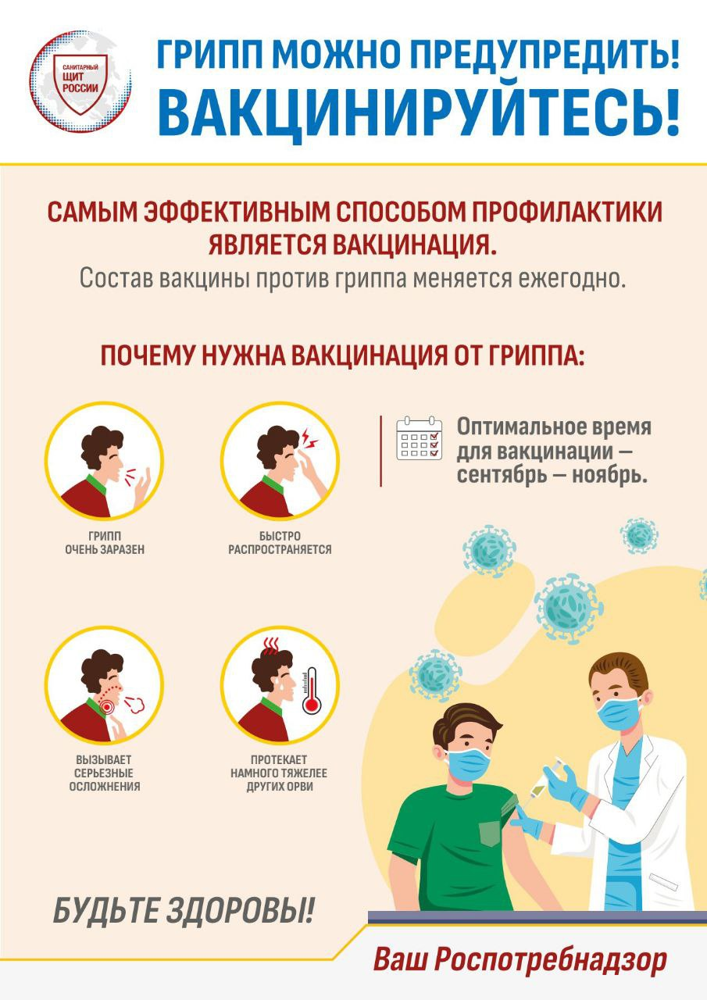 САНИТАРНЫЙ
ЩИТ
РОССИИ
ГРИПП МОЖНО ПРЕДУПРЕДИТЬ!
ВАКЦИНИРУЙТЕСЬ!
САМЫМ ЭФФЕКТИВНЫМ СПОСОБОМ ПРОФИЛАКТИКИ
ЯВЛЯЕТСЯ ВАКЦИНАЦИЯ.
Состав вакцины против гриппа меняется ежегодно.
ПОЧЕМУ НУЖНА ВАКЦИНАЦИЯ ОТ ГРИППА:
ГРИПП
ОЧЕНЬ ЗАРАЗЕН
БЫСТРО
РАСПРОСТРАНЯЕТСЯ
Оптимальное время
для вакцинации –
сентябрь – ноябрь.
ВЫЗЫВАЕТ
СЕРЬЕЗНЫЕ
ОСЛОЖНЕНИЯ
ПРОТЕКАЕТ
НАМНОГО ТЯЖЕЛЕЕ
ДРУГИХ ОРВИ
БУДЬТЕ ЗДОРОВЫ!
Ваш Роспотребнадзор